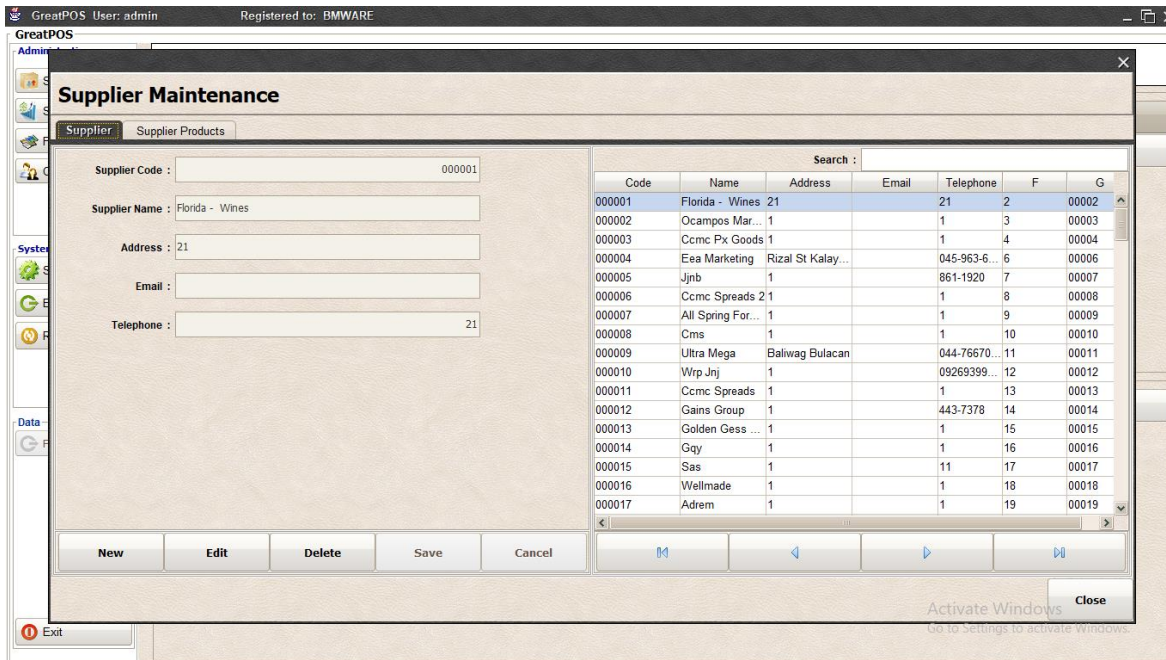 GreatPOS User: admin Registered to: BMWARE
GreatPOS
Supplier Maintenance
Supplier Supplier Products
Supplier Code : 000001
Supplier Name : Florida - Wines
Address : 21
Email :
Telephone : 21
Search :
Code Name Address Email Telephone F G
000001 Florida - Wines 21 21 2 00002
000002 Ocampos Mar... 1 1 3 00003
000003 Ccmc Px Goods 1 1 4 00004
000004 Eea Marketing Rizal St Kalay... 045-963-6... 6 00006
000005 Jjnb 1 861-1920 7 00007
000006 Ccmc Spreads 2 1 1 8 00008
000007 All Spring For... 1 1 9 00009
000008 Cms 1 1 10 00010
000009 Ultra Mega Baliwag Bulacan 044-76670... 11 00011
000010 Wrp Jnj 1 09269399... 12 00012
000011 Ccmc Spreads 1 1 13 00013
000012 Gains Group 1 443-7378 14 00014
000013 Golden Gess ... 1 1 15 00015
000014 Gqy 1 1 16 00016
000015 Sas 1 11 17 00017
000016 Wellmade 1 1 18 00018
000017 Adrem 1 1 19 00019
New Edit Delete Save Cancel
Close
Data
Exit
Activate Windows
Go to Settings to activate Windows.